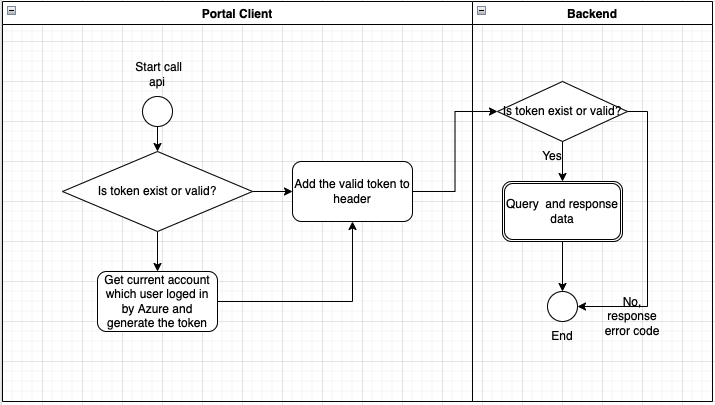 Portal Client
Backend
Start call
api
Is token exist or valid?
Add the valid token to
header
Get current account
which user loged in
by Azure and
generate the token
Is token exist or valid?
Yes
Query  and response
data
No,
response
error code
End